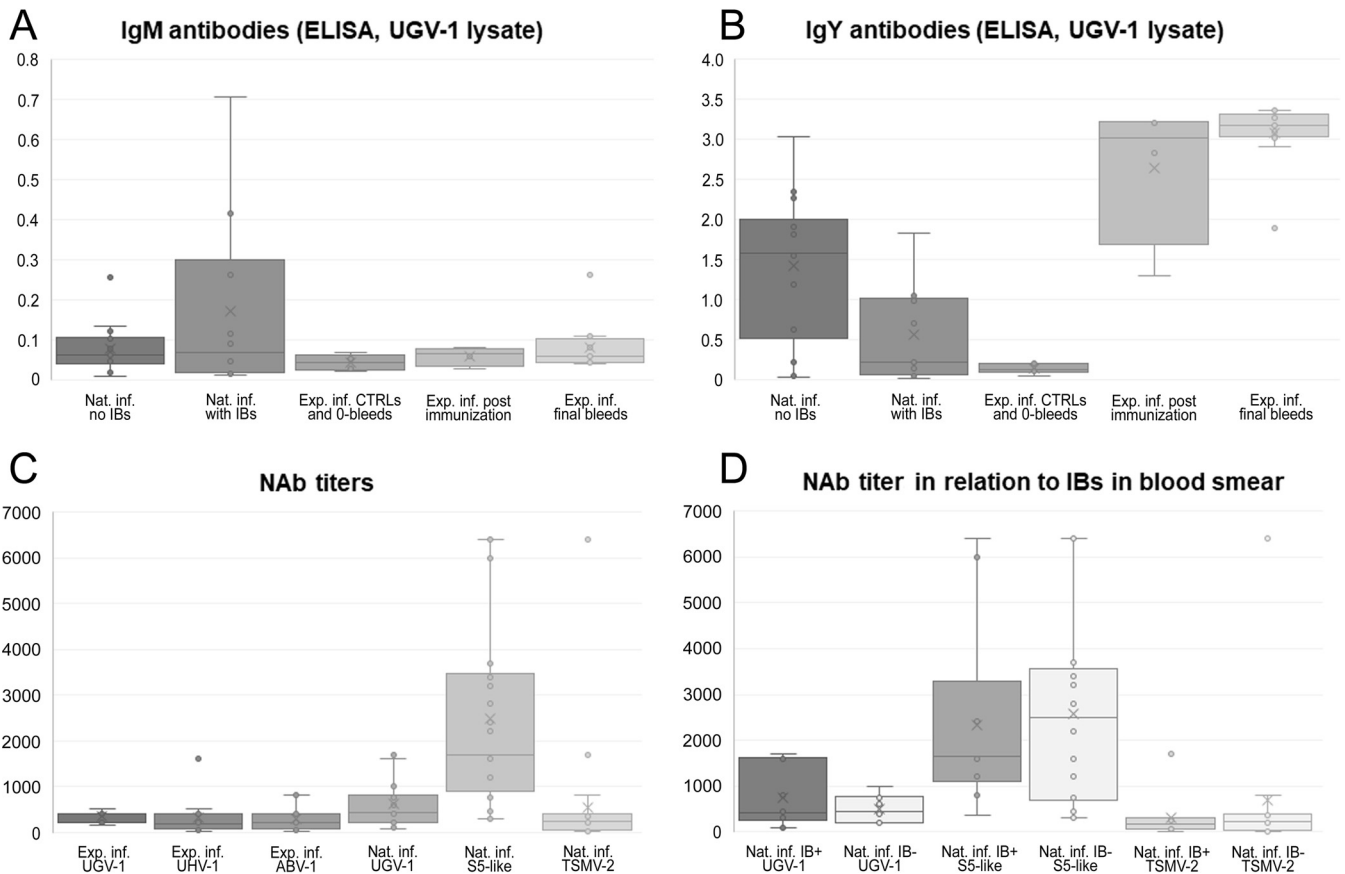 A
IgM antibodies (ELISA, UGV-1 lysate)
0.8
0.7
0.6
0.5
0.4
0.3
0.2
0.1
0
Nat. inf.
no IBs
Nat. inf.
with IBs
Exp. inf. CTRLs
and 0-bleeds
Exp. inf. post
immunization
Exp. inf.
final bleeds
B
IgY antibodies (ELISA, UGV-1 lysate)
4.0
3.5
3.0
2.5
2.0
1.5
1.0
0.5
0
Nat. inf.
no IBs
Nat. inf.
with IBs
Exp. inf. CTRLs
and 0-bleeds
Exp. inf. post
immunization
Exp. inf.
final bleeds
C
NAb titers
7000
6000
5000
4000
3000
2000
1000
0
Exp. inf.
UGV-1
Exp. inf.
UHV-1
Exp. inf.
ABV-1
Nat. inf.
UGV-1
Nat. inf.
S5-like
Nat. inf.
TSMV-2
D
NAb titer in relation to IBs in blood smear
7000
6000
5000
4000
3000
2000
1000
0
Nat. inf. IB+
UGV-1
Nat. inf. IB-
UGV-1
Nat. inf. IB+
S5-like
Nat. inf. IB-
S5-like
Nat. inf. IB+
TSMV-2
Nat. inf. IB-
TSMV-2